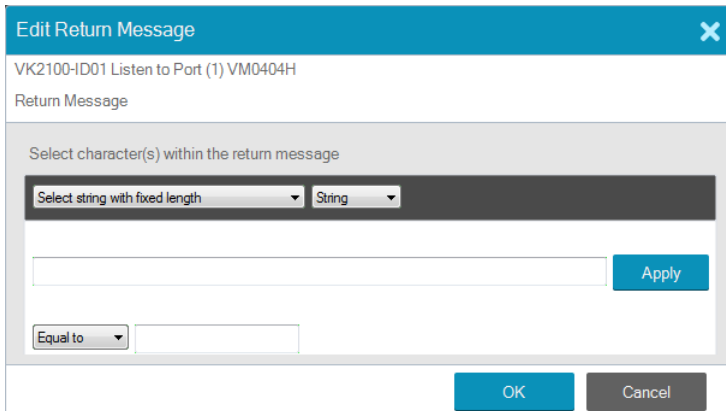 Edit Return Message
VK2100-ID01 Listen to Port (1) VM0404H
Return Message
Select character(s) within the return message
Select string with fixed length String
Apply
Equal to
OK Cancel